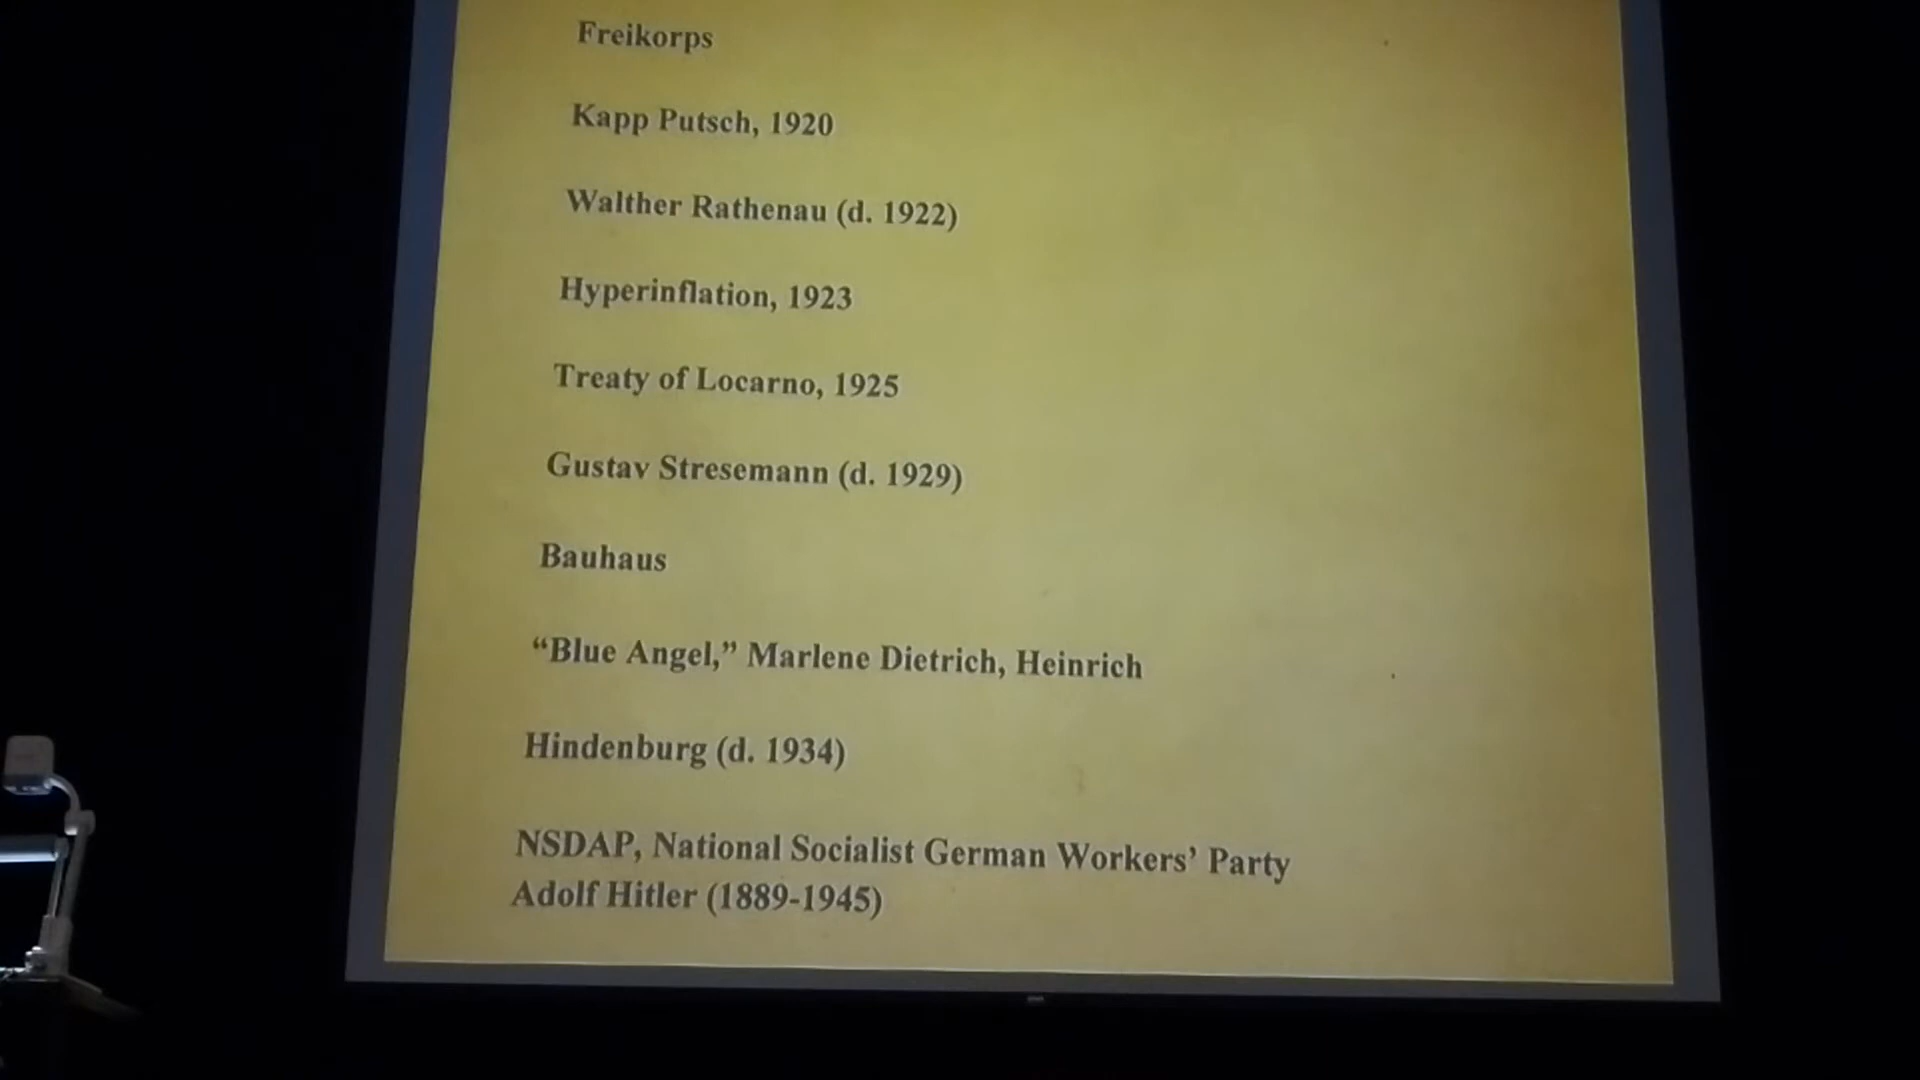 Freikorps
Kapp Putsch, 1920
Walther Rathenau (d. 1922)
Hyperinflation, 1923
Treaty of Locarno, 1925
Gustav Stresemann (d. 1929)
Bauhaus
“Blue Angel,” Marlene Dietrich, Heinrich
Hindenburg (d. 1934)
NSDAP, National Socialist German Workers’ Party
Adolf Hitler (1889-1945)